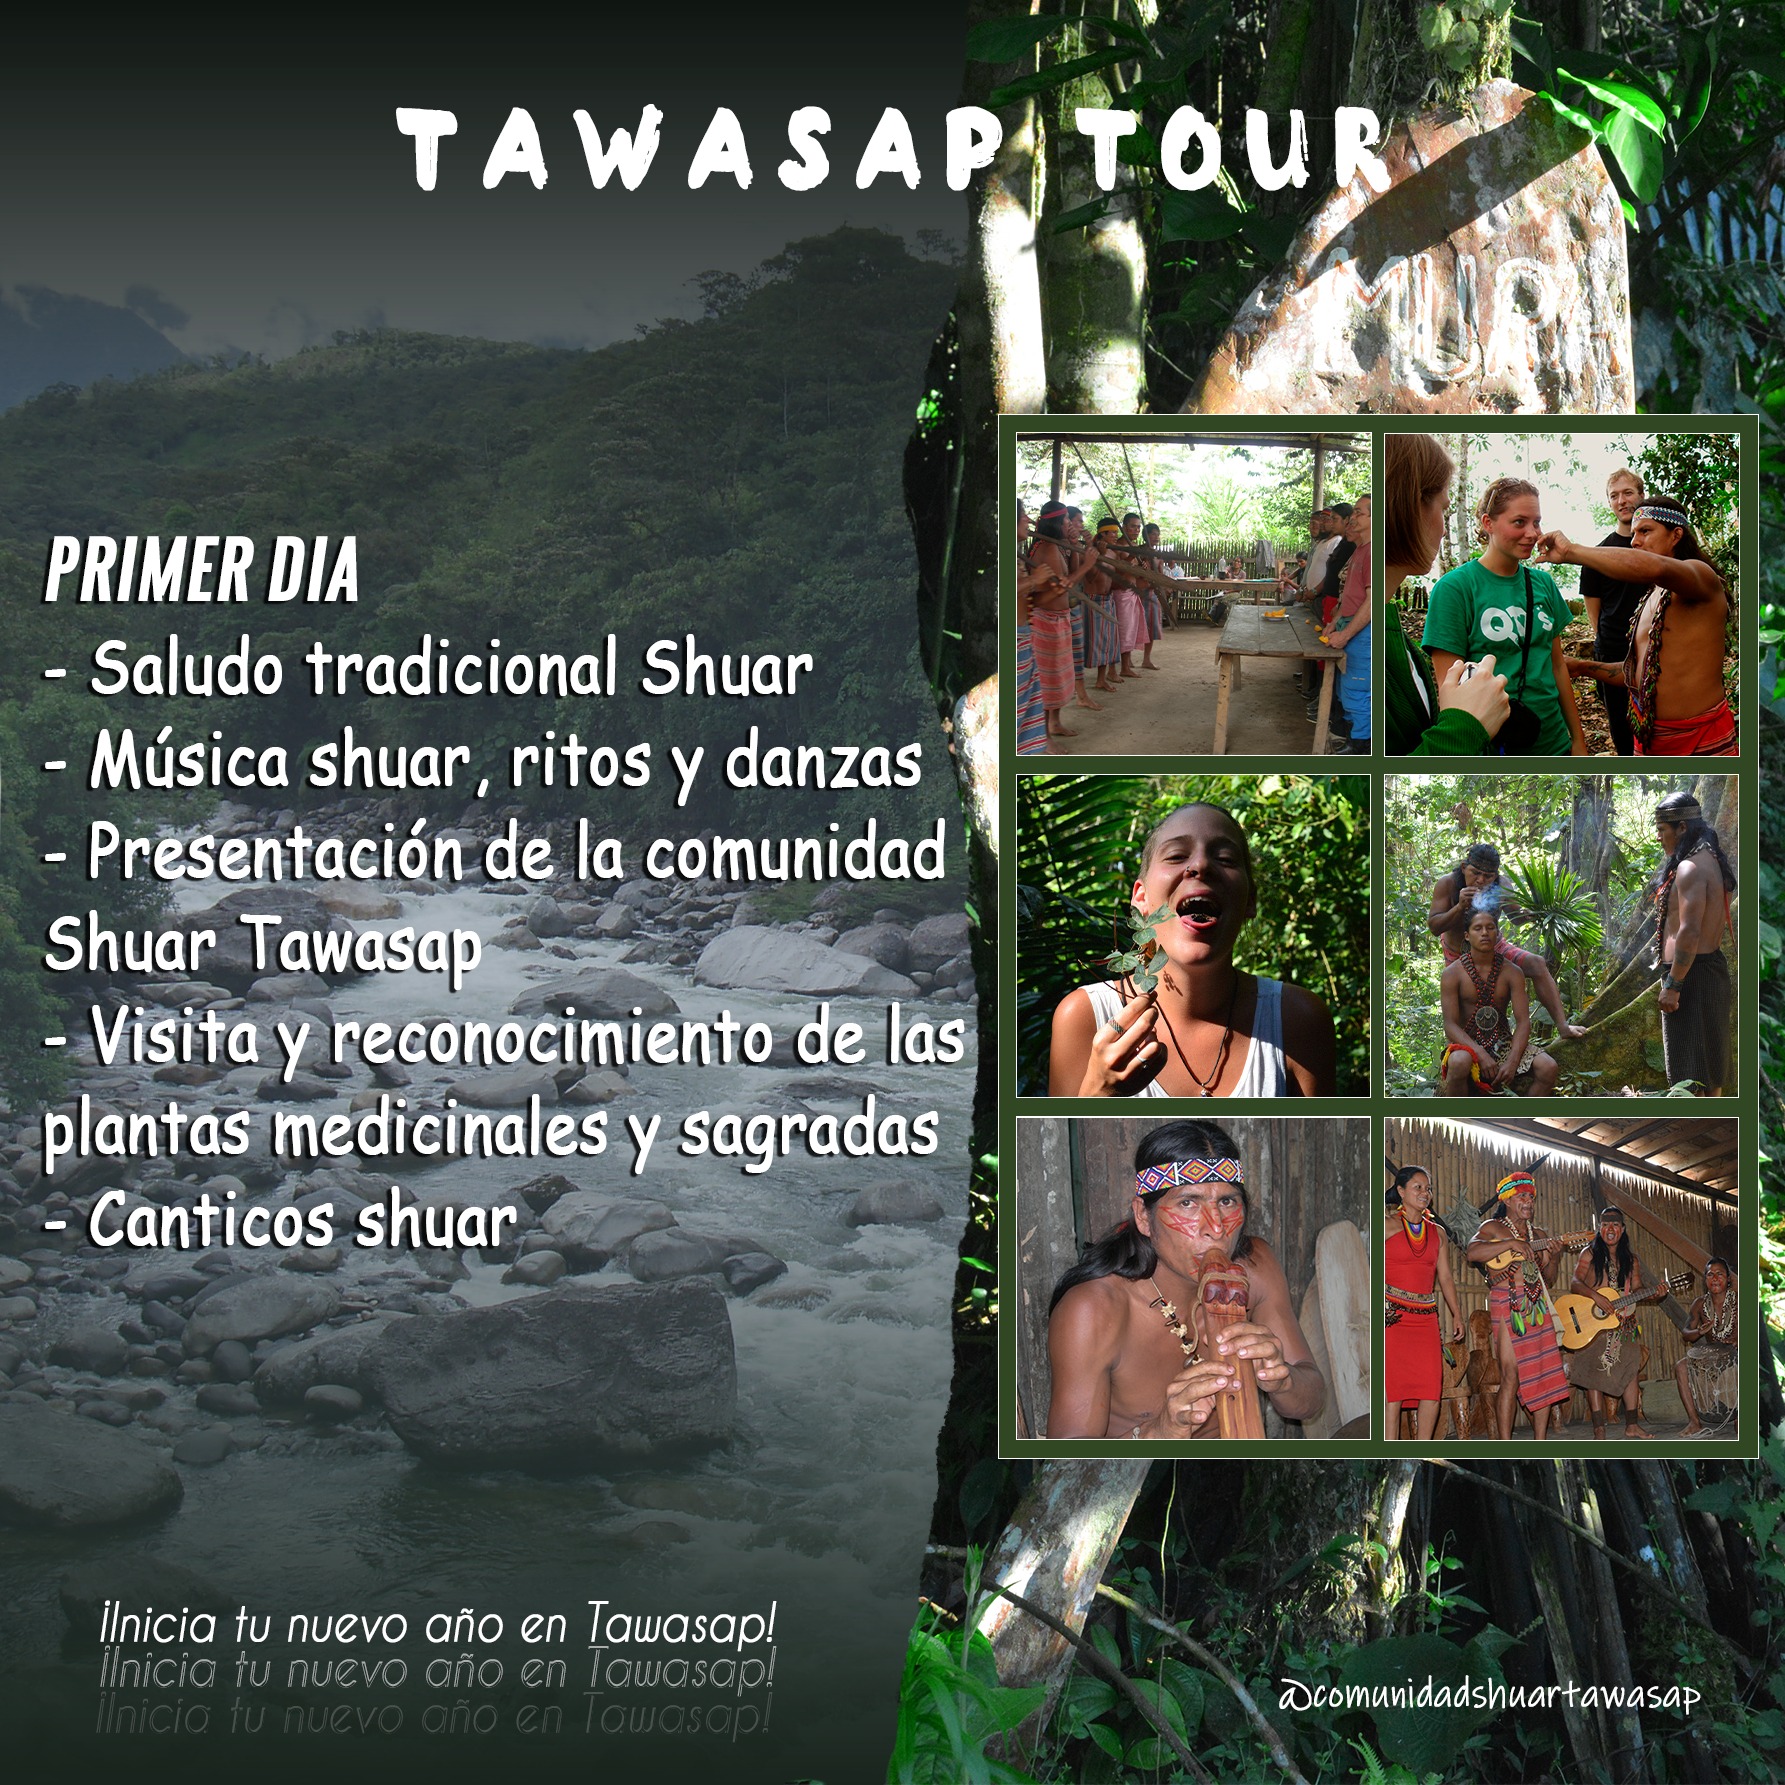 TAWASAP TOUR
PRIMER DIA
- Saludo tradicional Shuar
- Música shuar, ritos y danzas
- Presentación de la comunidad
Shuar Tawasap
- Visita y reconocimiento de las
plantas medicinales y sagradas
- Canticos shuar
¡Inicia tu nuevo año en Tawasap!
¡Inicia tu nuevo año en Tawasap!
¡Inicia tu nuevo año en Tawasap!
@comunidadshuartawasap